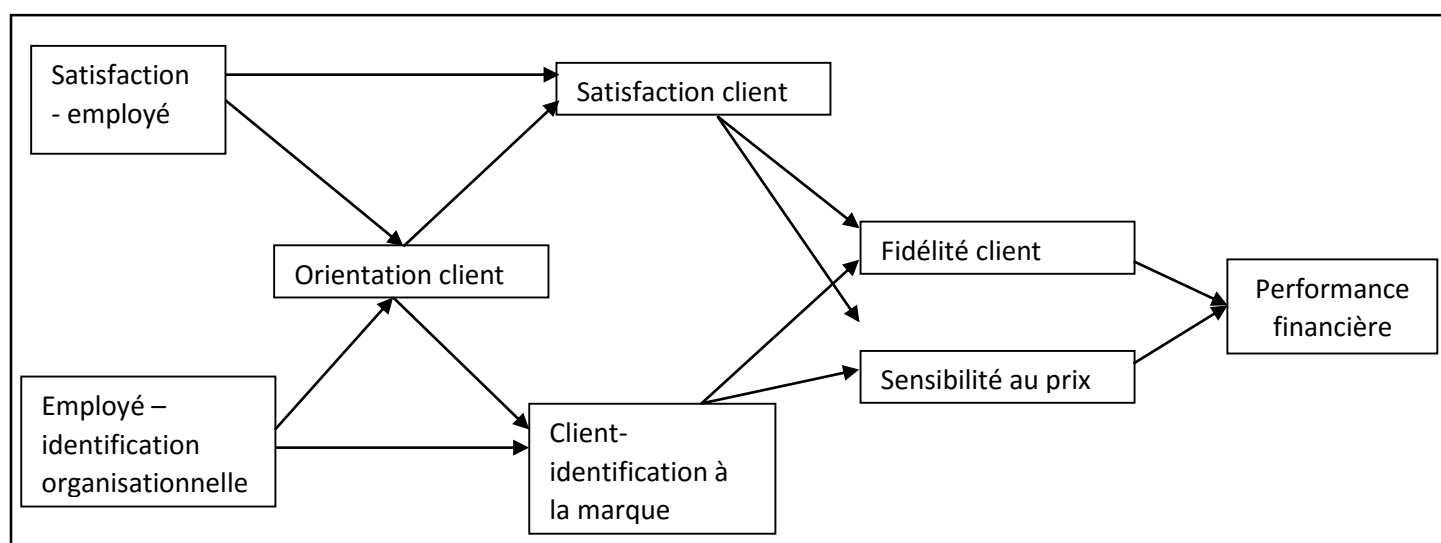 Satisfaction
- employé
Satisfaction client
Orientation client
Fidélité client
Performance
financière
Sensibilité au prix
Employé –
identification
organisationnelle
Client-
identification à
la marque